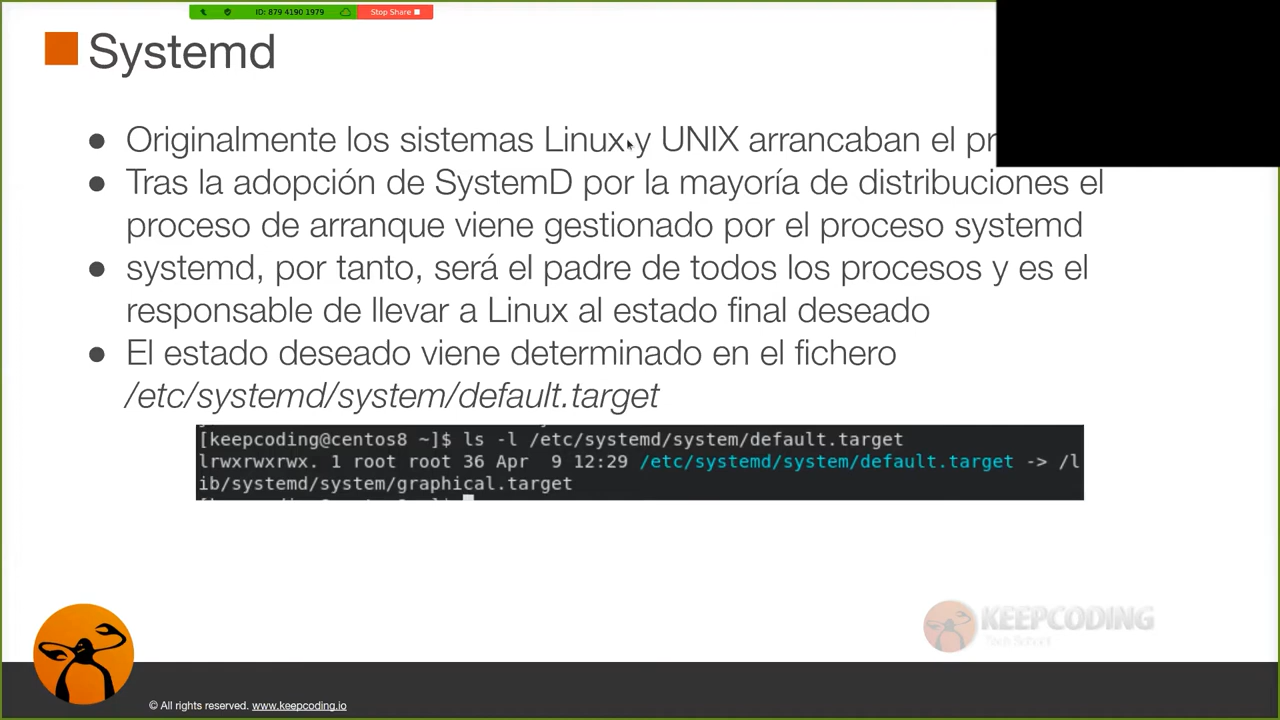 ID: 879 4190 1979 Stop Share
Systemd
● Originalmente los sistemas Linux y UNIX arrancaban el
● Tras la adopción de SystemD por la mayoría de distribuciones el
proceso de arranque viene gestionado por el proceso systemd
● systemd, por tanto, será el padre de todos los procesos y es el
responsable de llevar a Linux al estado final deseado
● El estado deseado viene determinado en el fichero
/etc/systemd/system/default.target
[keepcoding@centos8 ~]$ ls -l /etc/systemd/system/default.target
lrwxrwxrwx. 1 root root 36 Apr  9 12:29 /etc/systemd/system/default.target -> /l
ib/systemd/system/graphical.target
KEEPCODING
Tech School
© All rights reserved. www.keepcoding.io